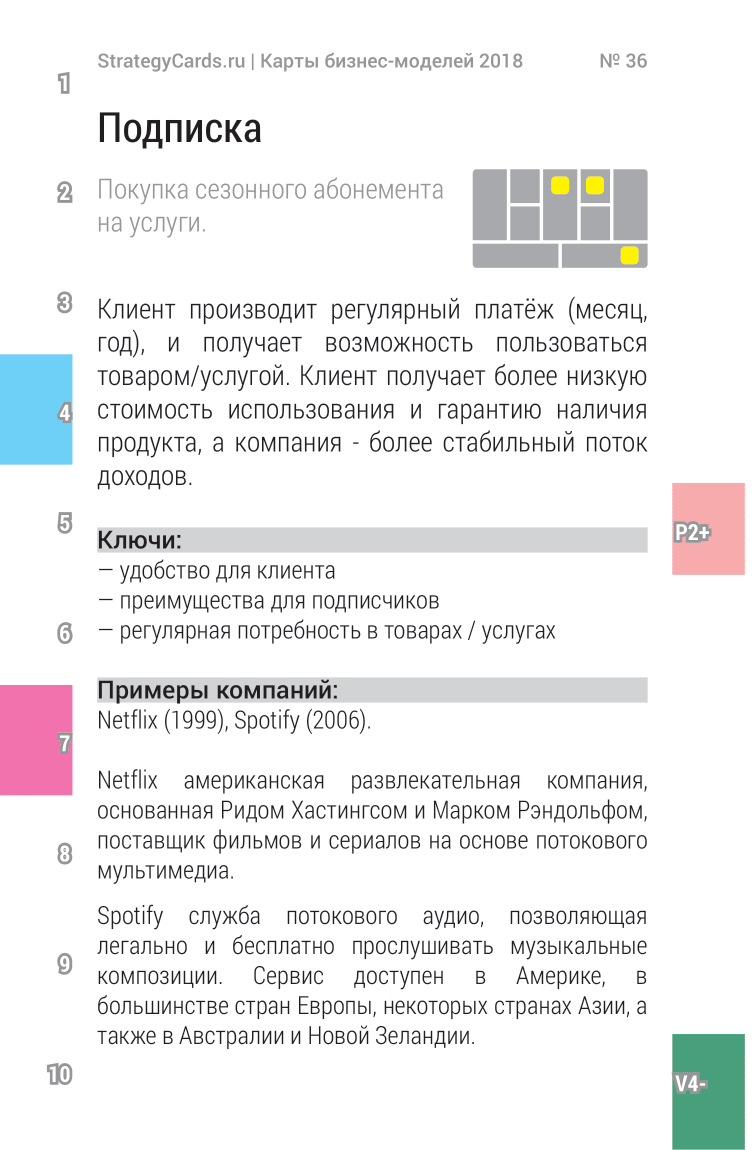 StrategyCards.ru | Карты бизнес-моделей 2018 № 36
1
Подписка
2
Покупка сезонного абонемента
на услуги.
3
Клиент производит регулярный платёж (месяц,
год), и получает возможность пользоваться
товаром/услугой. Клиент получает более низкую
4
стоимость использования и гарантию наличия
продукта, а компания - более стабильный поток
доходов.
5
P2+
Ключи:
— удобство для клиента
— преимущества для подписчиков
6
— регулярная потребность в товарах / услугах
Примеры компаний:
Netflix (1999), Spotify (2006).
7
Netflix американская развлекательная компания,
основанная Ридом Хастингсом и Марком Рэндольфом,
поставщик фильмов и сериалов на основе потокового
8
мультимедиа.
Spotify служба потокового аудио, позволяющая
легально и бесплатно прослушивать музыкальные
9
композиции. Сервис доступен в Америке, в
большинстве стран Европы, некоторых странах Азии, а
также в Австралии и Новой Зеландии.
10
V4-